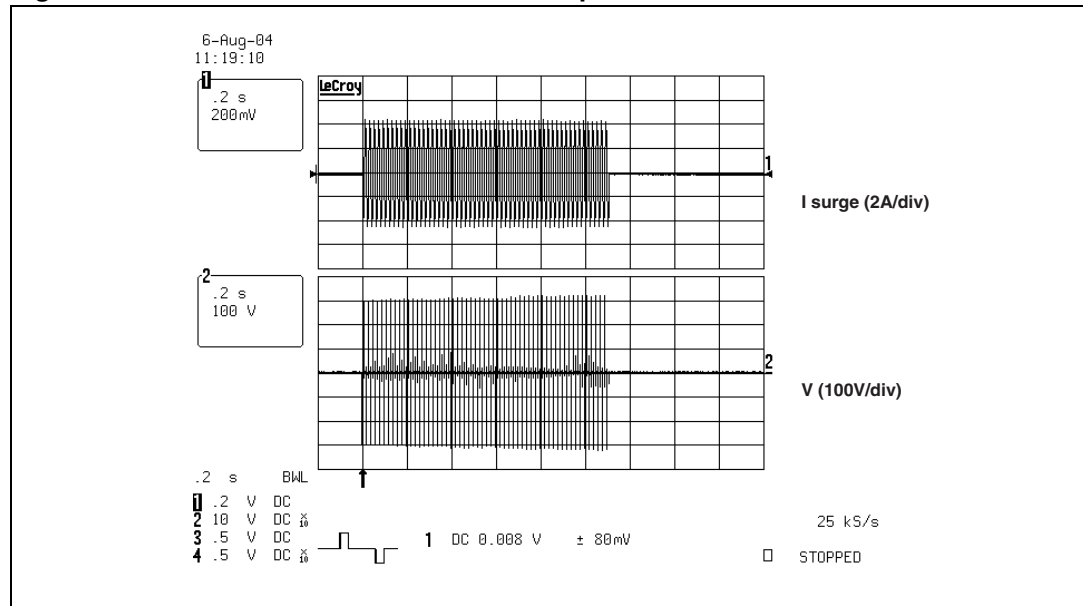 6-Aug-04
11:19:10
1
.2 s
200mV
LeCroy
1
I surge (2A/div)
2
.2 s
100 V
2
V (100V/div)
.2 s BWL
1 .2 V DC
2 10 V DC X10
3 .5 V DC
4 .5 V DC X10
1 DC 0.008 V ± 80mV
25 kS/s
STOPPED